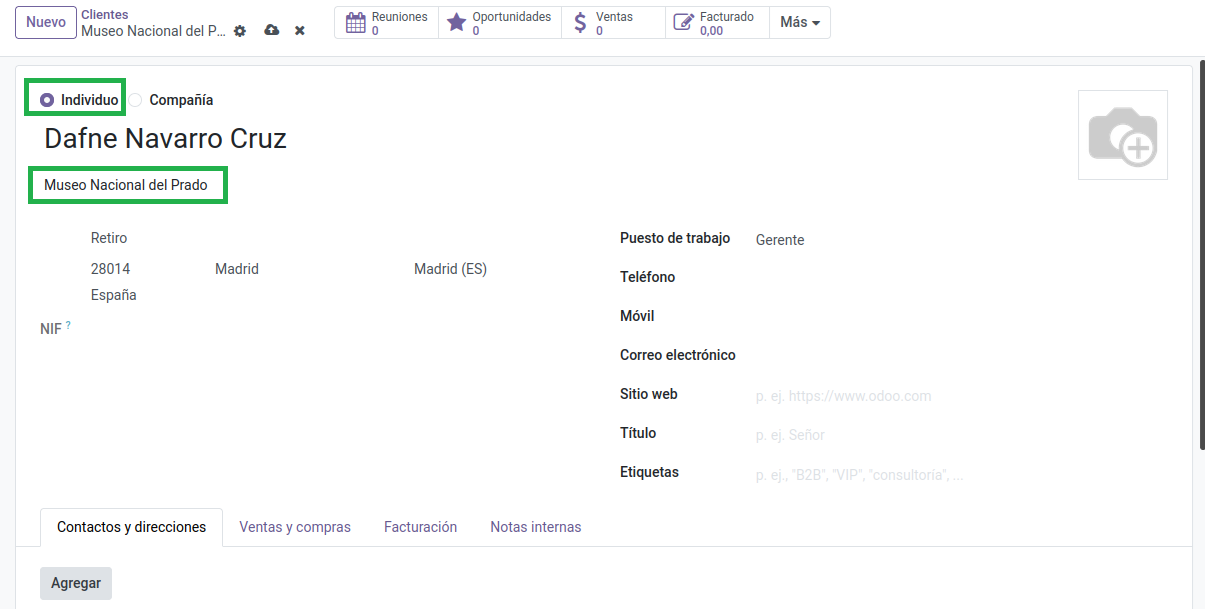 Nuevo
Clientes
Museo Nacional del P...
Reuniones
0
Oportunidades
0
Ventas
0
Facturado
0,00
Más
Individuo
Compañía
Dafne Navarro Cruz
Museo Nacional del Prado
Retiro
28014 Madrid Madrid (ES)
España
NIF ?
Puesto de trabajo Gerente
Teléfono
Móvil
Correo electrónico
Sitio web p. ej. https://www.odoo.com
Título p. ej. Señor
Etiquetas p. ej., "B2B", "VIP", "consultoría", ...
Contactos y direcciones Ventas y compras Facturación Notas internas
Agregar